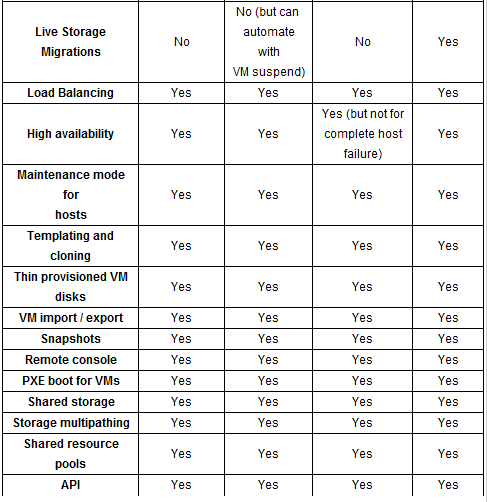 Live Storage
Migrations
No
No (but can
automate
with
VM suspend)
No
Yes
Load Balancing Yes Yes Yes Yes
High availability
Yes
Yes
Yes (but not for
complete host
failure)
Yes
Maintenance mode
for
hosts
Yes Yes Yes Yes
Templating and
cloning
Yes Yes Yes Yes
Thin provisioned VM
disks
Yes Yes Yes Yes
VM import / export Yes Yes Yes Yes
Snapshots Yes Yes Yes Yes
Remote console Yes Yes Yes Yes
PXE boot for VMs Yes Yes Yes Yes
Shared storage Yes Yes Yes Yes
Storage multipathing Yes Yes Yes Yes
Shared resource
pools
Yes Yes Yes Yes
API Yes Yes Yes Yes